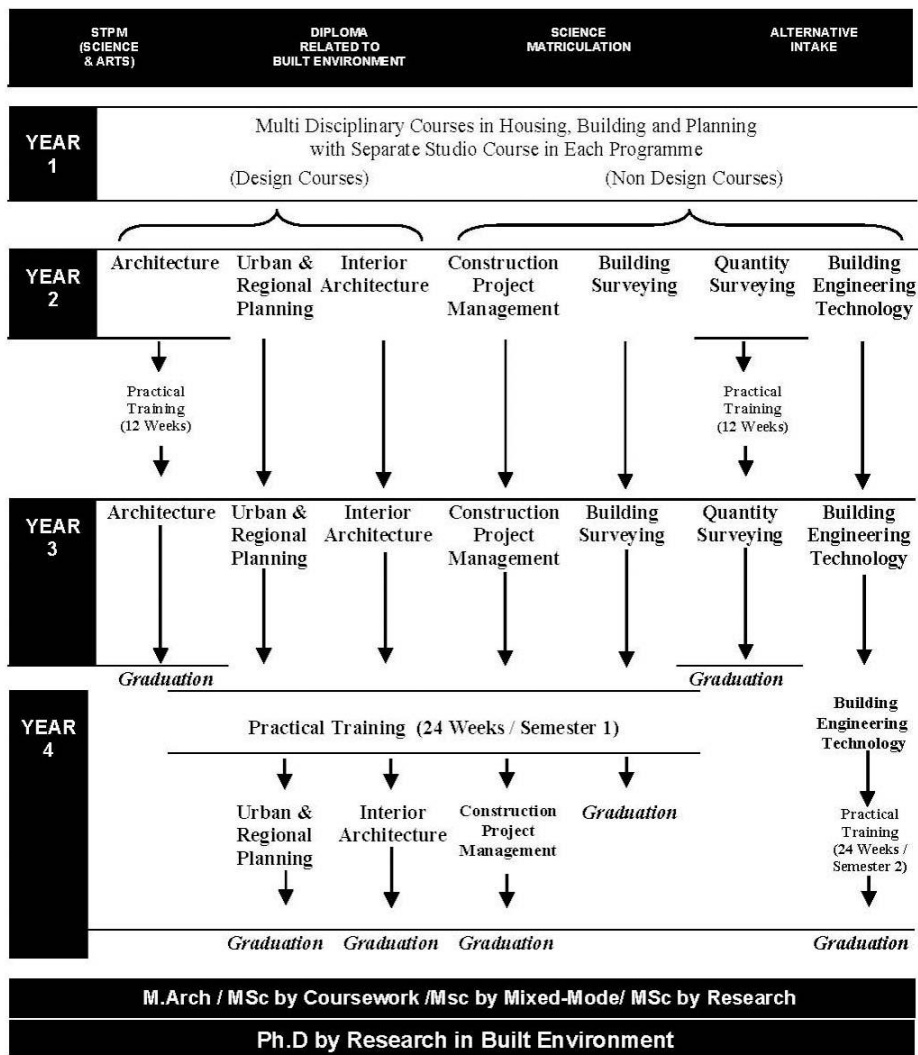 STPM
(SCIENCE
& ARTS)
DIPLOMA
RELATED TO
BUILT ENVIRONMENT
SCIENCE
MATRICULATION
ALTERNATIVE
INTAKE
YEAR
1
Multi Disciplinary Courses in Housing, Building and Planning
with Separate Studio Course in Each Programme
(Design Courses)
(Non Design Courses)
YEAR
2
Architecture
Urban &
Regional
Planning
Interior
Architecture
Construction
Project
Management
Building
Surveying
Quantity
Surveying
Building
Engineering
Technology
Practical
Training
(12 Weeks)
Practical
Training
(12 Weeks)
YEAR
3
Architecture
Urban &
Regional
Planning
Interior
Architecture
Construction
Project
Management
Building
Surveying
Quantity
Surveying
Building
Engineering
Technology
Graduation
Graduation
YEAR
4
Practical Training (24 Weeks / Semester 1)
Building
Engineering
Technology
Urban &
Regional
Planning
Interior
Architecture
Construction
Project
Management
Graduation
Practical
Training
(24 Weeks /
Semester 2)
Graduation
Graduation
Graduation
Graduation
M.Arch / MSc by Coursework /Msc by Mixed-Mode/ MSc by Research
Ph.D by Research in Built Environment